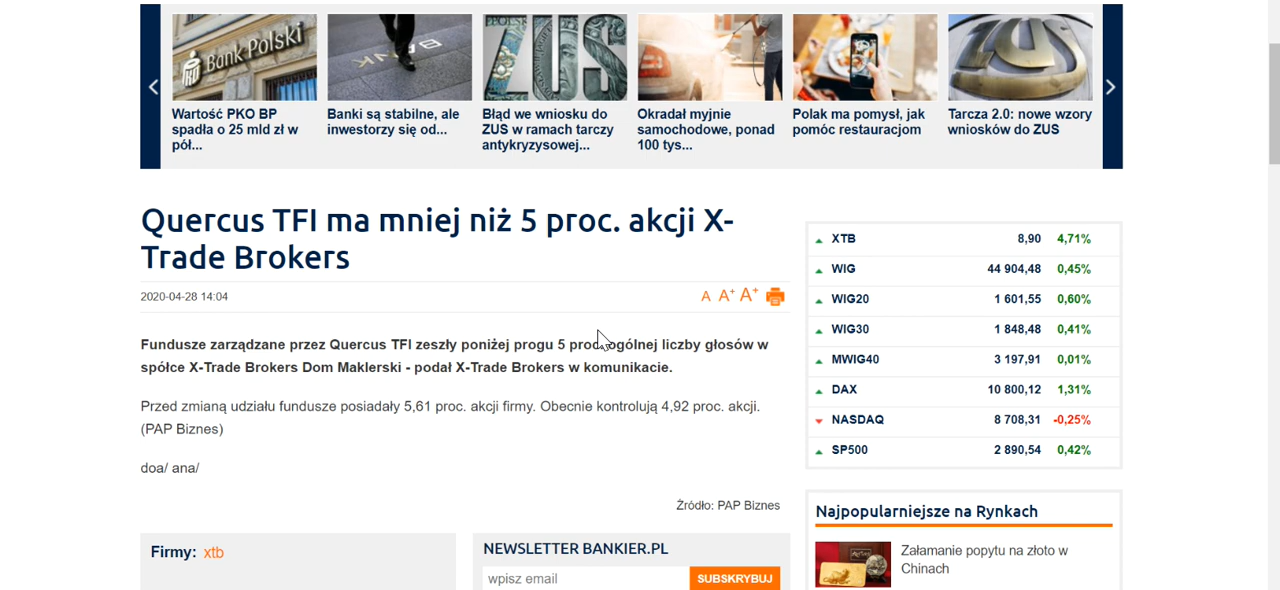 Bank Polski
BANK
ZUS
ZUS
Wartość PKO BP
spadła o 25 mld zł w
pół...
Banki są stabilne, ale
inwestorzy się od...
Błąd we wniosku do
ZUS w ramach tarczy
antykryzysowej...
Okradał myjnie
samochodowe, ponad
100 tys...
Polak ma pomysł, jak
pomóc restauracjom
Tarcza 2.0: nowe wzory
wniosków do ZUS
Quercus TFI ma mniej niż 5 proc. akcji X-
Trade Brokers
2020-04-28 14:04
A A+ A+
Fundusze zarządzane przez Quercus TFI zeszły poniżej progu 5 proc ogólnej liczby głosów w
spółce X-Trade Brokers Dom Maklerski - podał X-Trade Brokers w komunikacie.
Przed zmianą udziału fundusze posiadały 5,61 proc. akcji firmy. Obecnie kontrolują 4,92 proc. akcji.
(PAP Biznes)
doa/ ana/
Źródło: PAP Biznes
Firmy: xtb
NEWSLETTER BANKIER.PL
wpisz email SUBSKRYBUJ
XTB 8,90 4,71%
WIG 44 904,48 0,45%
WIG20 1 601,55 0,60%
WIG30 1 848,48 0,41%
MWIG40 3 197,91 0,01%
DAX 10 800,12 1,31%
NASDAQ 8 708,31 -0,25%
SP500 2 890,54 0,42%
Najpopularniejsze na Rynkach
Załamanie popytu na złoto w
Chinach